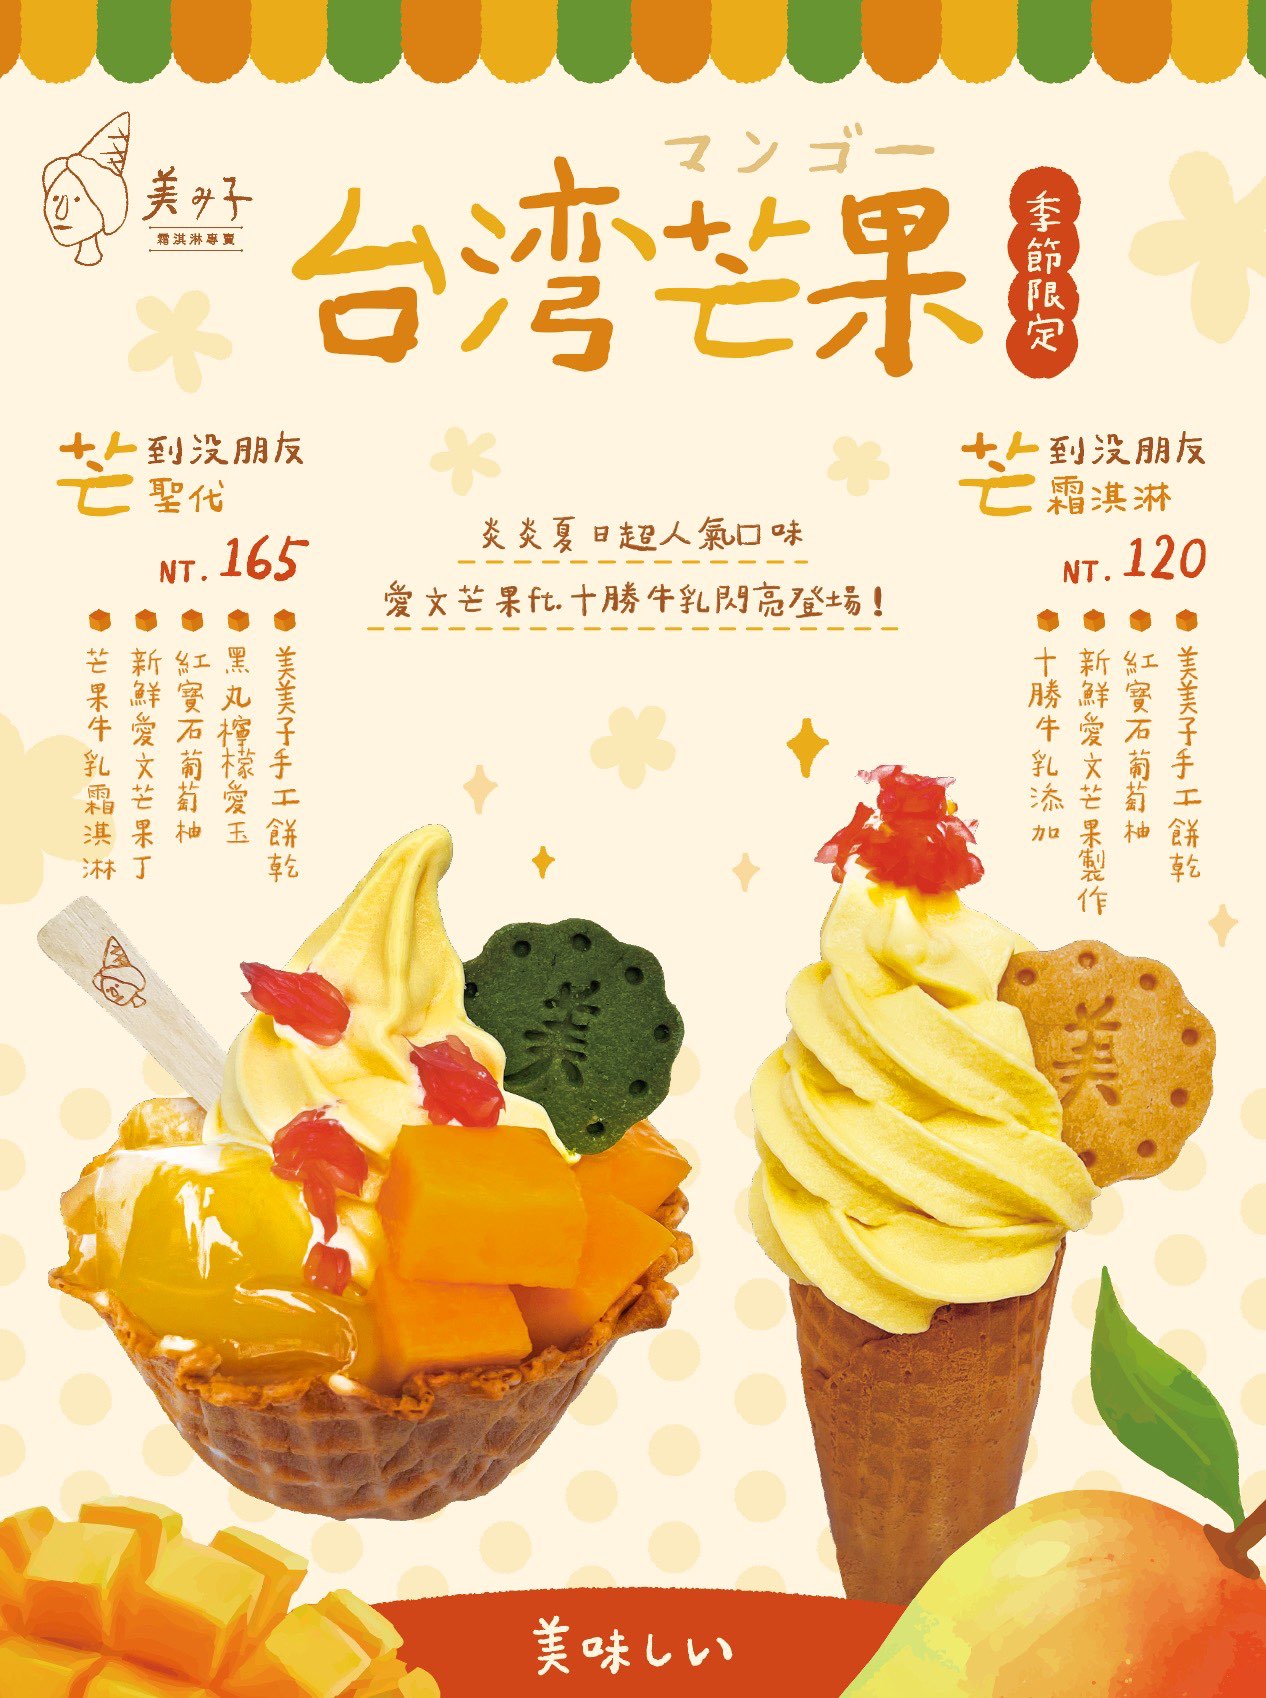 美み子
霜淇淋專賣
マンゴー
台湾芒果
季節限定
芒到没朋友
聖代
NT. 165
美美子手工餅乾
黑丸檸檬愛玉
紅寶石葡萄柚
新鮮愛文芒果丁
芒果牛乳霜淇淋
炎炎夏日超人氣口味
愛文芒果ft.十勝牛乳閃亮登場!
芒到没朋友
霜淇淋
NT. 120
美美子手工餅乾
紅寶石葡萄柚
新鮮愛文芒果製作
十勝牛乳添加
美
美
美味しい